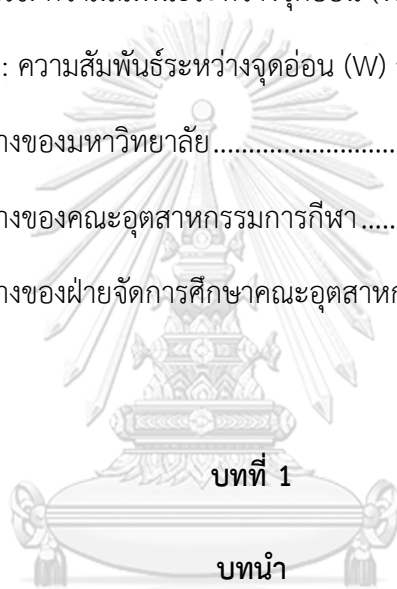 : ความสัมพันธ์ระหว่างจุดอ่อน (W)
างของมหาวิทยาลัย..........................
างของคณะอุตสาหกรรมการกีฬา.....
างของฝ่ายจัดการศึกษาคณะอุตสาห
บทที่ 1
บทนำ